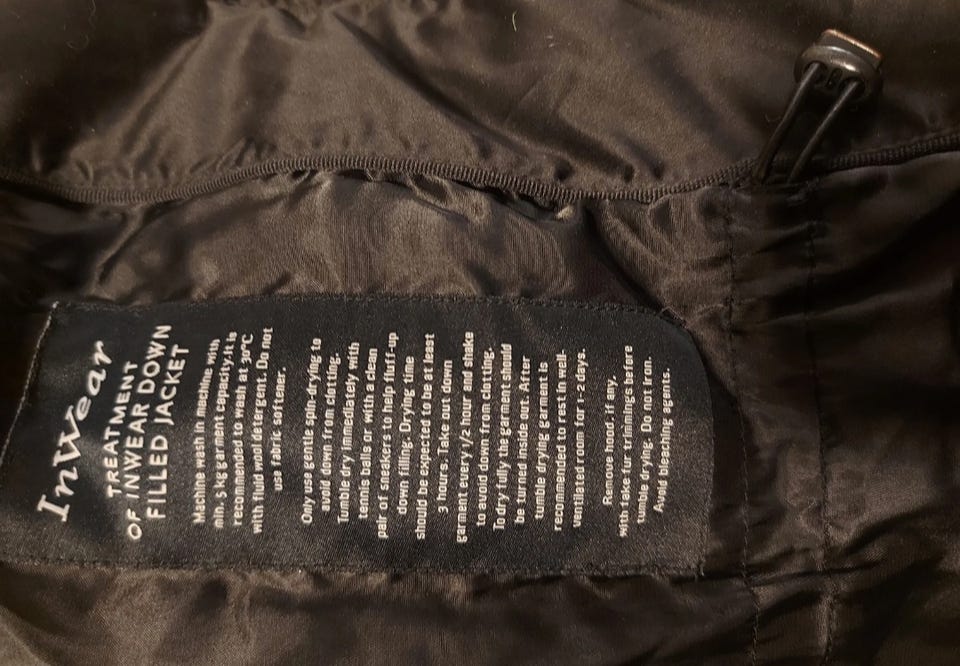 InWear
TREATMENT
OF INWEAR DOWN
FILLED JACKET
Machine wash in machine with
min. 5 kg garment capacity. It is
recommended to wash at 30°C
with fluid wool detergent. Do not
use fabric softener.
Only use gentle spin-drying to
avoid down from clotting.
Tumble dry immediately with
tennis balls or with a clean
pair of sneakers to help fluff-up
down filling. Drying time
should be expected to be at least
3 hours. Take out down
garment every 1/2 hour and shake
to avoid down from clotting.
To dry fully the garment should
be turned inside out. After
tumble drying garment is
recommended to rest in well-
ventilated room for 1-2 days.
Remove hood, if any,
with fake fur trimming before
tumble drying. Do not iron.
Avoid bleaching agents.